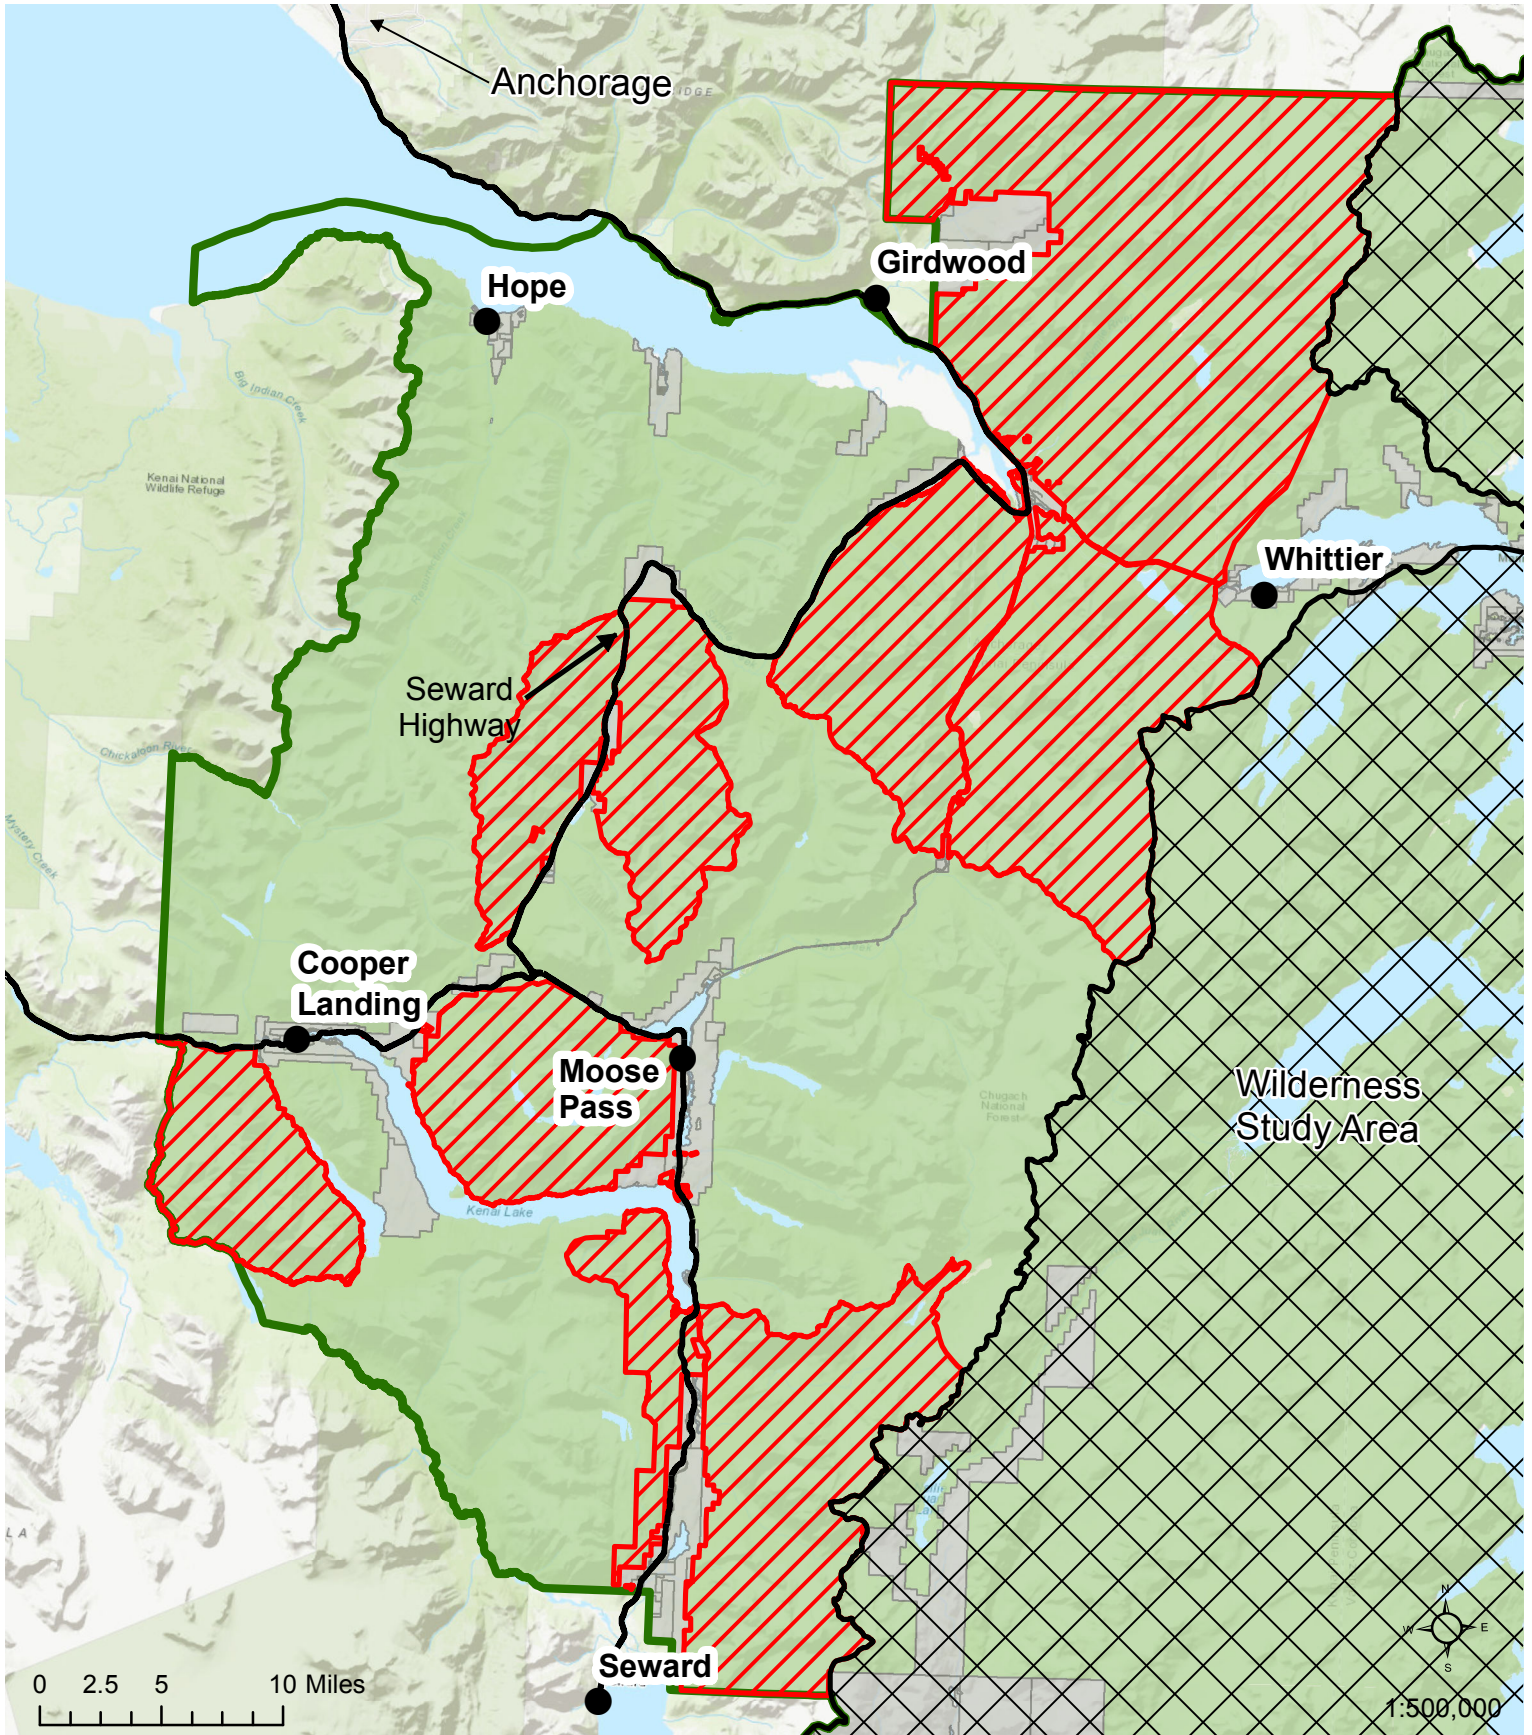 Anchorage
IDGE
Girdwood
Hope
Big Indian Creek
Kenai National
Wildlife Refuge
Whittier
Seward
Highway
Chickaloon River
Mystery Creek
Cooper
Landing
Moose
Pass
Chugach
National
Forest
Wilderness
Study Area
Kenai Lake
L A
N
W E
S
Seward
0 2.5 5 10 Miles
1:500,000